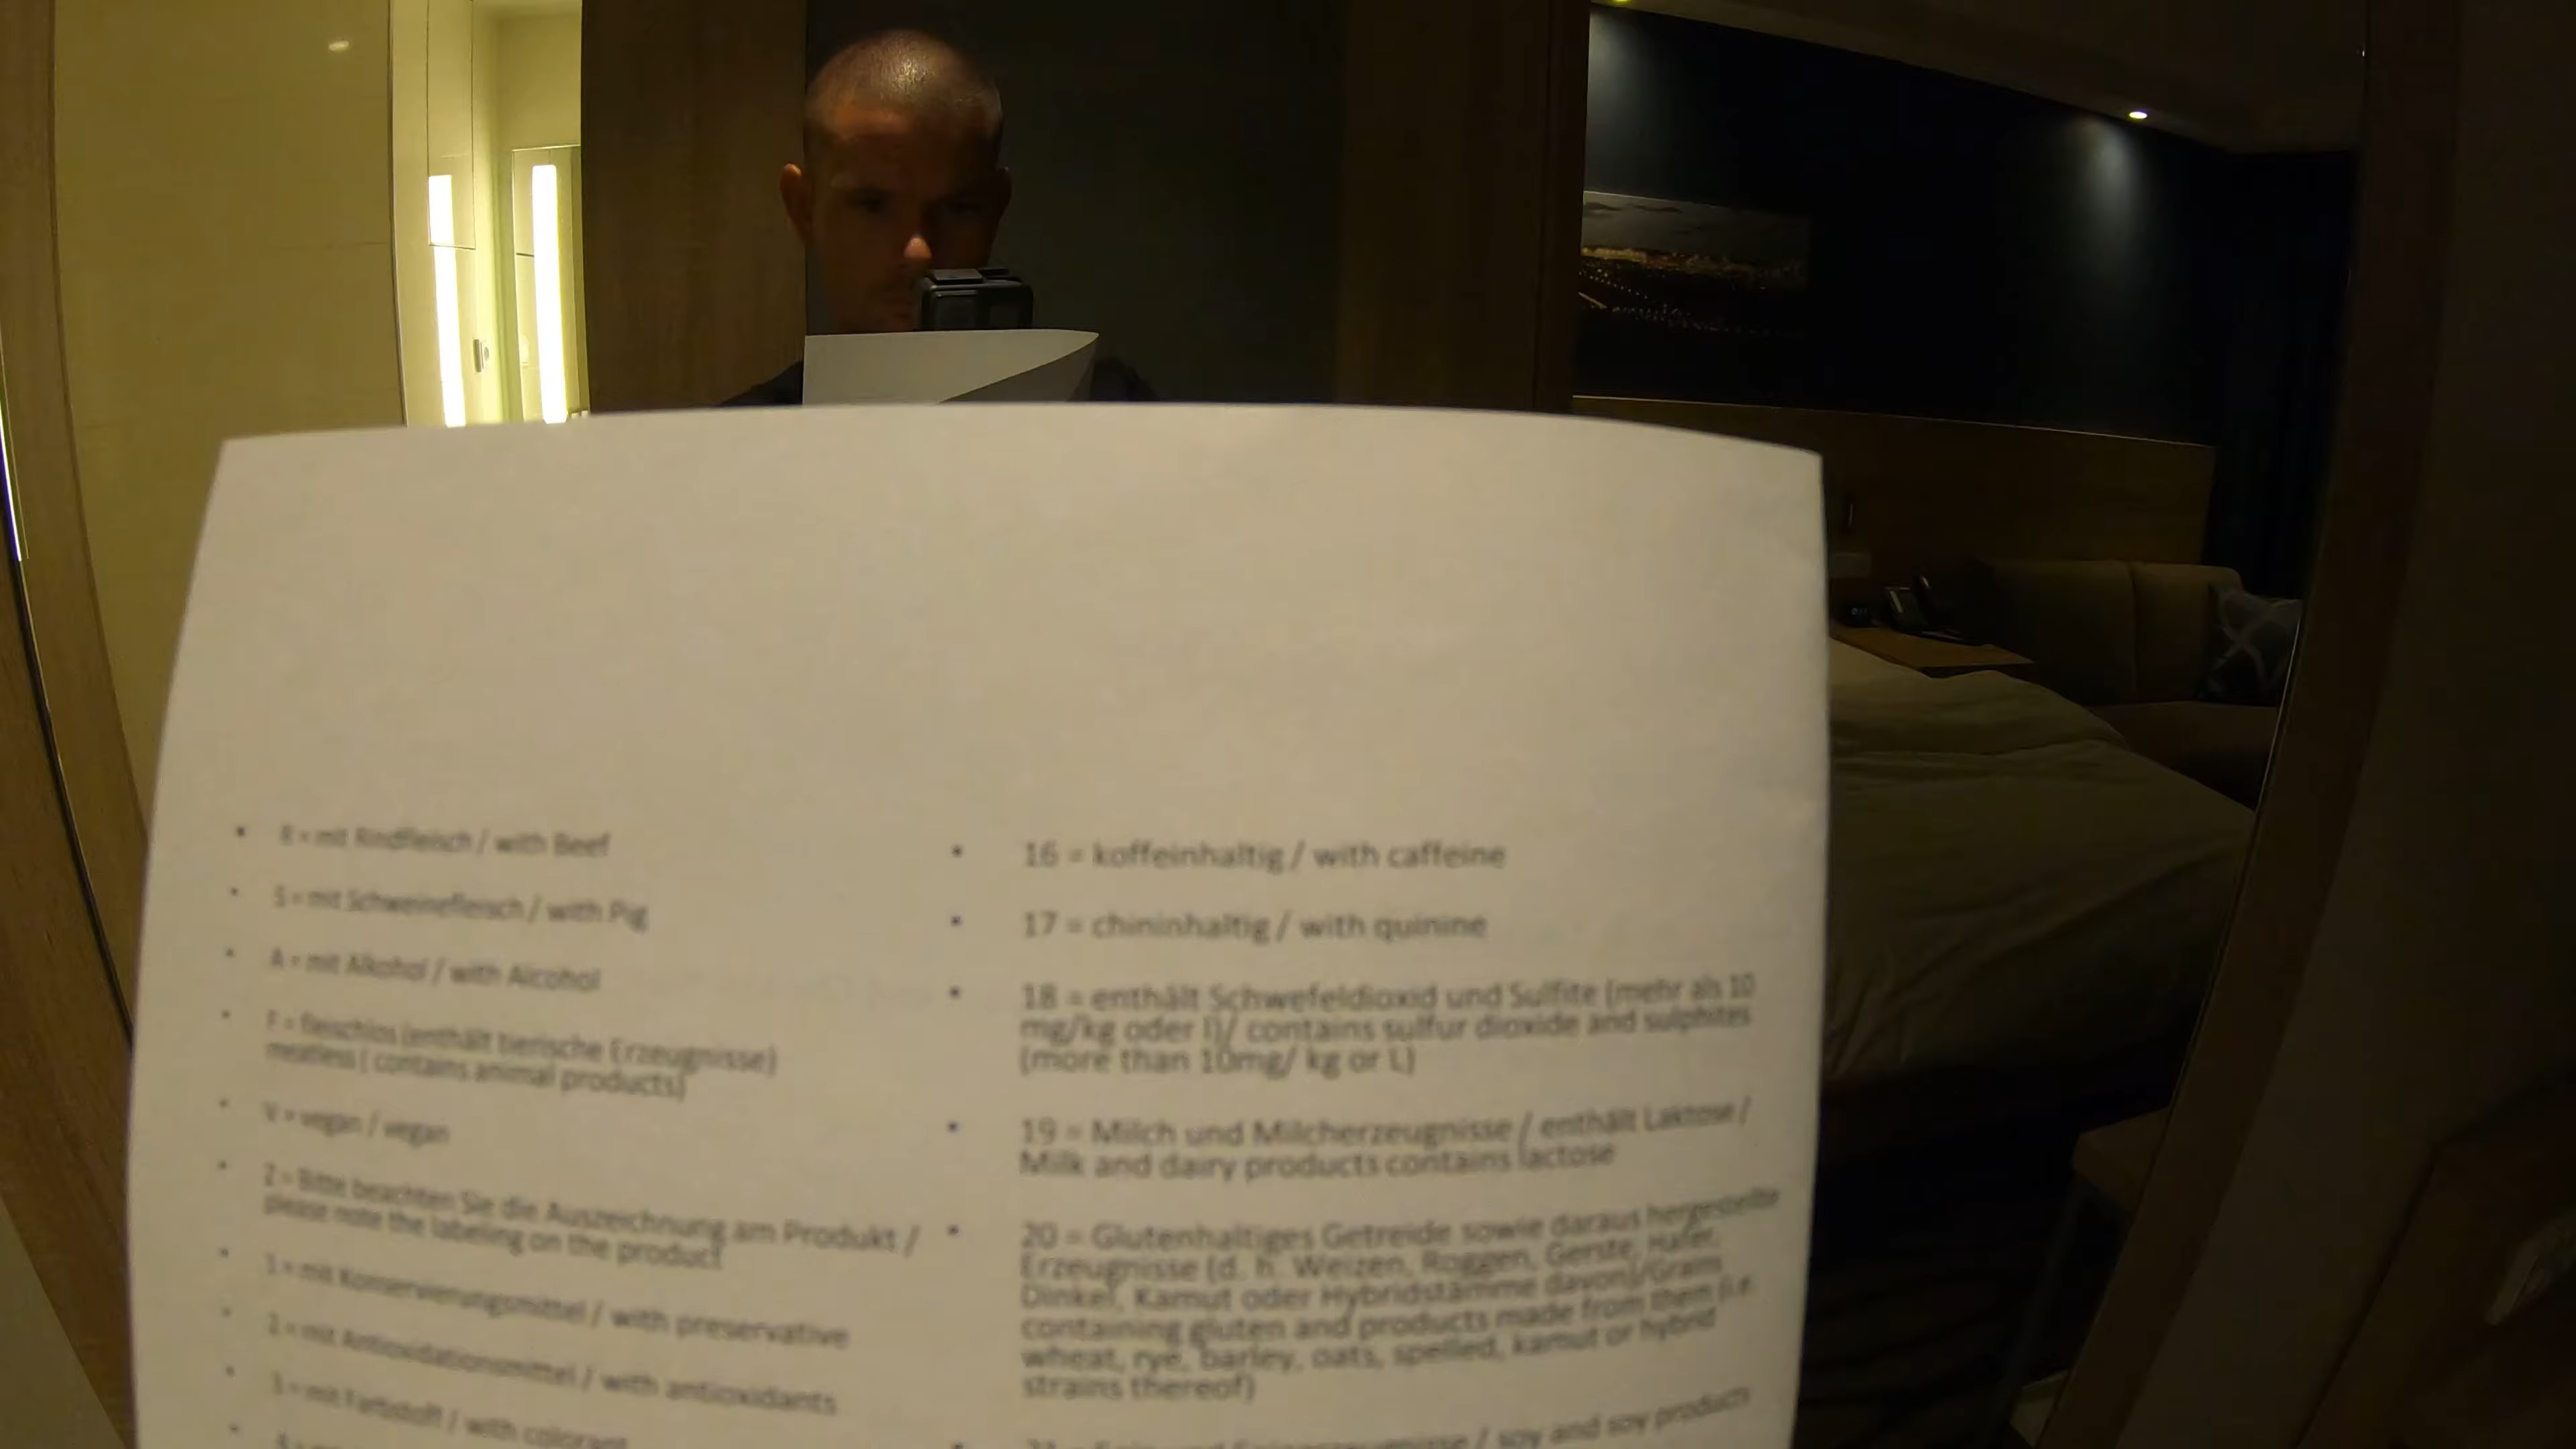 R = mit Rindfleisch / with Beef
S = mit Schweinefleisch / with Pig
A = mit Alkohol / with Alcohol
F = fleischlos (enthält tierische Erzeugnisse)
meatless ( contains animal products)
V = vegan / vegan
Z = Bitte beachten Sie die Auszeichnung am Produkt /
please note the labeling on the product
1 = mit Konservierungsmittel / with preservative
2 = mit Antioxidationsmittel / with antioxidants
3 = mit Farbstoff / with colorant
16 = koffeinhaltig / with caffeine
17 = chininhaltig / with quinine
18 = enthält Schwefeldioxid und Sulfite (mehr als 10
mg/kg oder l)/ contains sulfur dioxide and sulphites
(more than 10mg/ kg or L)
19 = Milch und Milcherzeugnisse / enthält Laktose /
Milk and dairy products contains lactose
20 = Glutenhaltiges Getreide sowie daraus hergestellte
Erzeugnisse (d. h. Weizen, Roggen, Gerste, Hafer,
Dinkel, Kamut oder Hybridstämme davon)/Grain
containing gluten and products made from them (i.e.
wheat, rye, barley, oats, spelled, kamut or hybrid
strains thereof)
/ soy and soy products